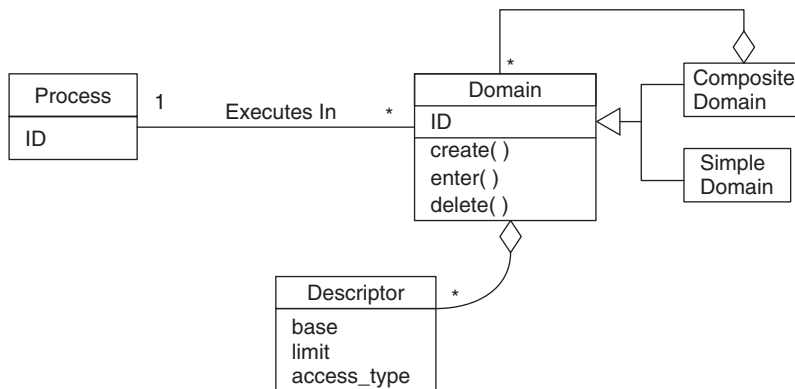 *
Process
ID
1
Executes In
*
Domain
ID
create( )
enter( )
delete( )
Composite
Domain
Simple
Domain
Descriptor
base
limit
access_type
*